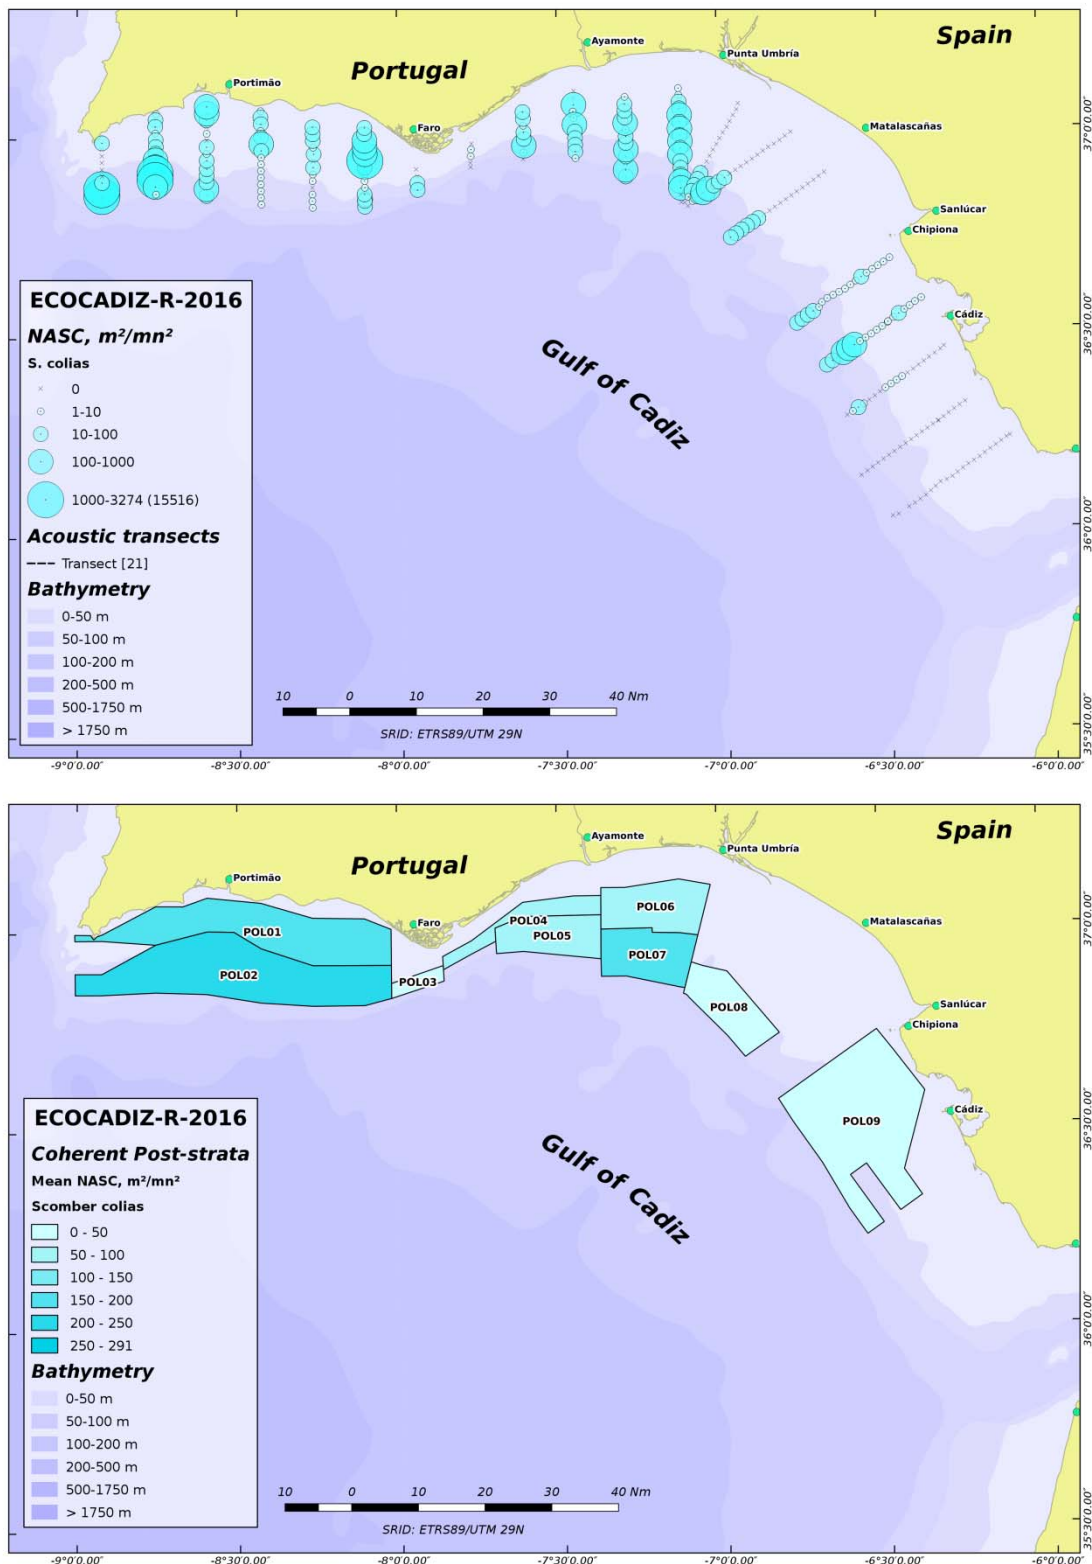 Spain
Ayamonte
Punta Umbría
Portugal
Portimão
Faro
Matalascañas
Sanlúcar
Chipiona
Cádiz
Gulf of Cadiz
ECOCADIZ-R-2016
NASC, m²/mn²
S. colias
0
1-10
10-100
100-1000
1000-3274 (15516)
Acoustic transects
Transect [21]
Bathymetry
0-50 m
50-100 m
100-200 m
200-500 m
500-1750 m
> 1750 m
10 0 10 20 30 40 Nm
SRID: ETRS89/UTM 29N
37°0'0.00"
36°30'0.00"
36°0'0.00"
35°30'0.00"
-9°0'0.00" -8°30'0.00" -8°0'0.00" -7°30'0.00" -7°0'0.00" -6°30'0.00" -6°0'0.00"
Spain
Ayamonte
Punta Umbría
Portugal
Portimão
Faro
Matalascañas
Sanlúcar
Chipiona
Cádiz
POL01
POL02
POL03
POL04
POL05
POL06
POL07
POL08
POL09
Gulf of Cadiz
ECOCADIZ-R-2016
Coherent Post-strata
Mean NASC, m²/mn²
Scomber colias
0 - 50
50 - 100
100 - 150
150 - 200
200 - 250
250 - 291
Bathymetry
0-50 m
50-100 m
100-200 m
200-500 m
500-1750 m
> 1750 m
10 0 10 20 30 40 Nm
SRID: ETRS89/UTM 29N
37°0'0.00"
36°30'0.00"
36°0'0.00"
35°30'0.00"
-9°0'0.00" -8°30'0.00" -8°0'0.00" -7°30'0.00" -7°0'0.00" -6°30'0.00" -6°0'0.00"